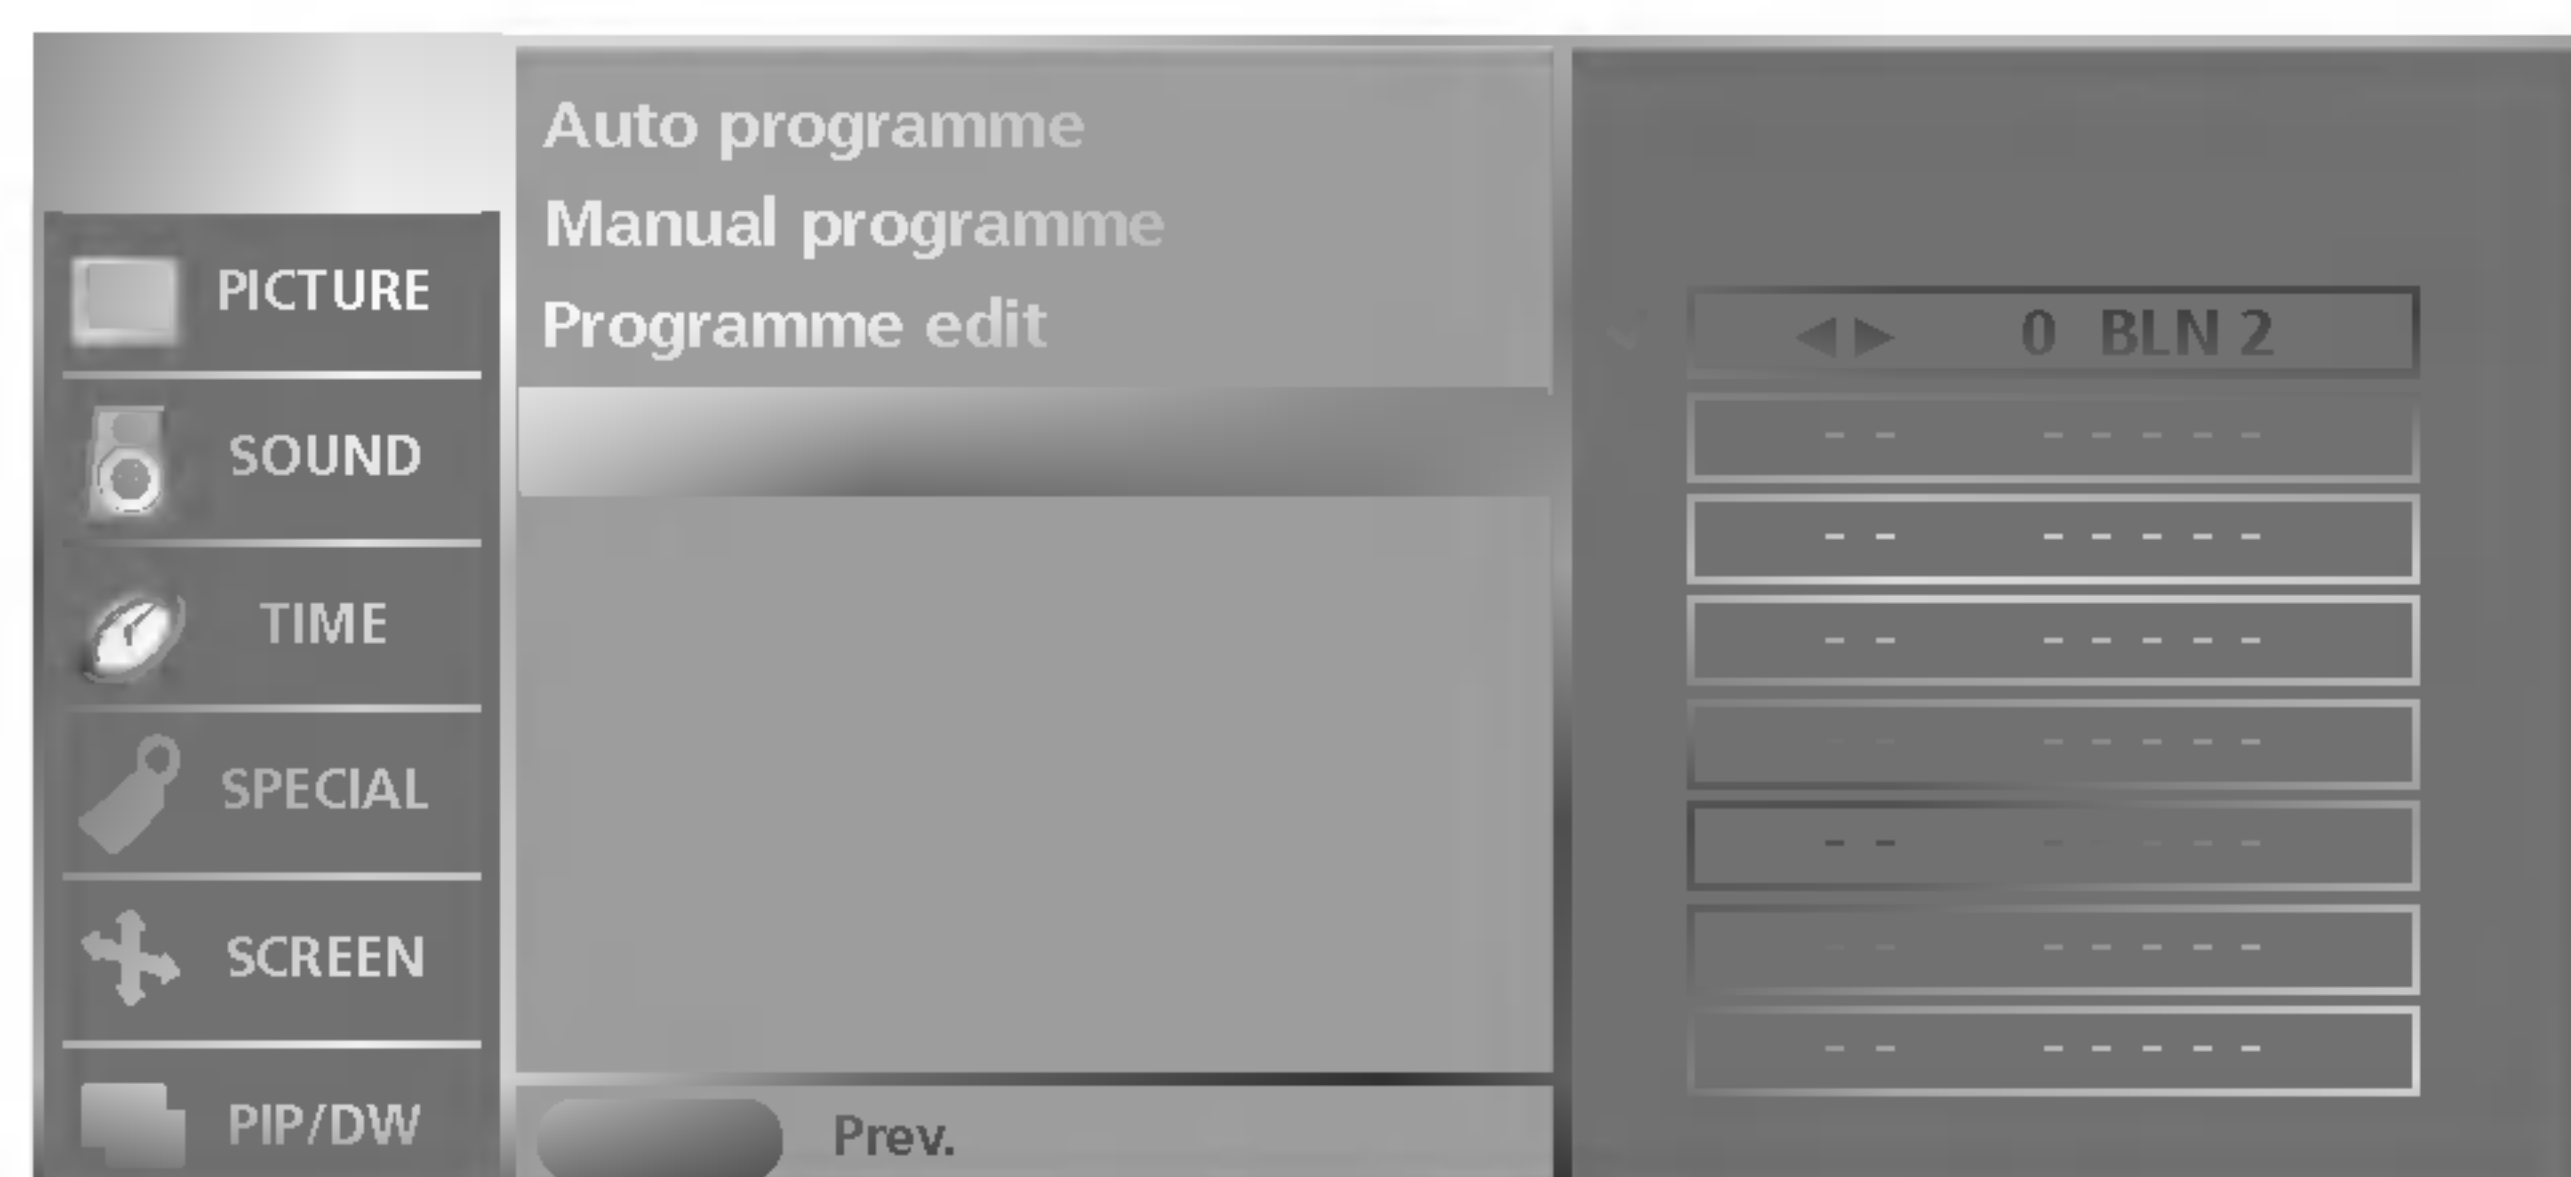 Auto programme
Manual programme
Programme edit
PICTURE
SOUND
TIME
SPECIAL
SCREEN
PIP/DW
Prev.
◀ ▶ 0 BLN 2
- - - - - - -
- - - - - - -
- - - - - - -
- - - - - - -
- - - - - - -
- - - - - - -
- - - - - - -